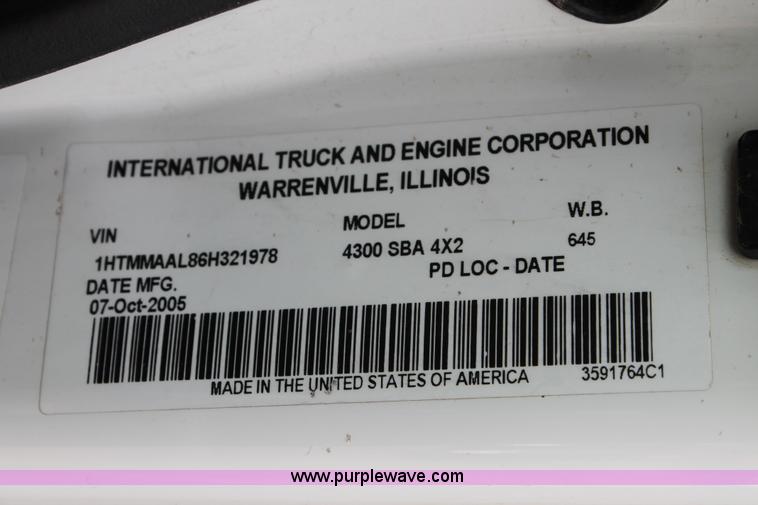 INTERNATIONAL TRUCK AND ENGINE CORPORATION
WARRENVILLE, ILLINOIS
VIN MODEL W.B.
1HTMMAAL86H321978 4300 SBA 4X2 645
DATE MFG. PD LOC - DATE
07-Oct-2005
MADE IN THE UNITED STATES OF AMERICA 3591764C1
www.purplewave.com